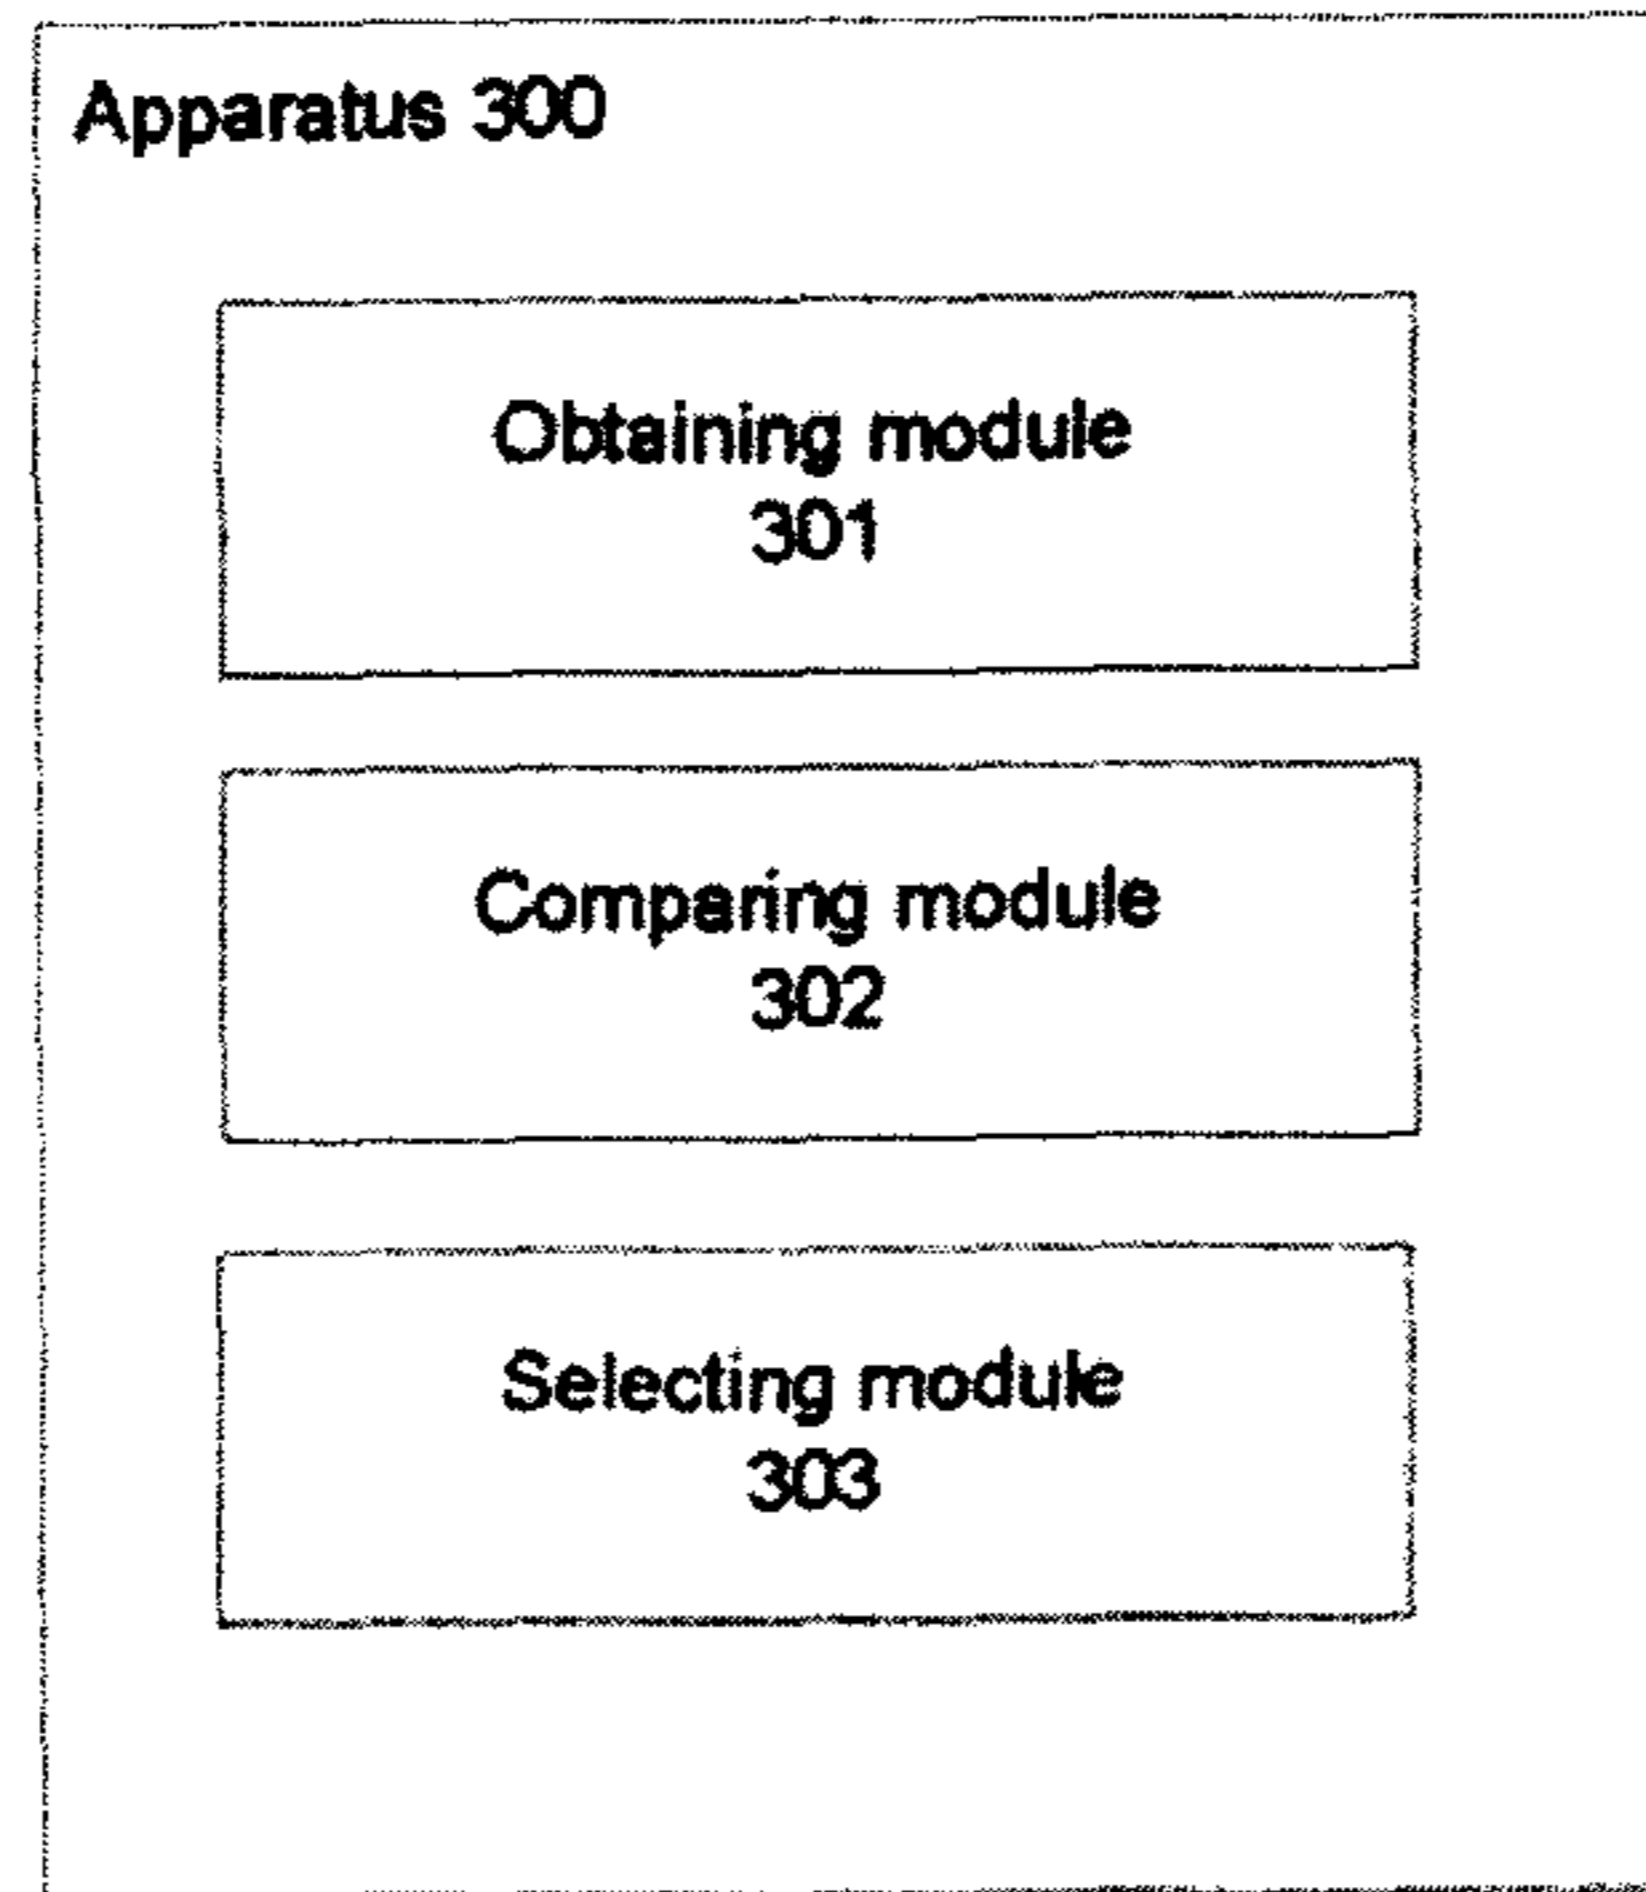 Apparatus 300
Obtaining module
301
Comparing module
302
Selecting module
303